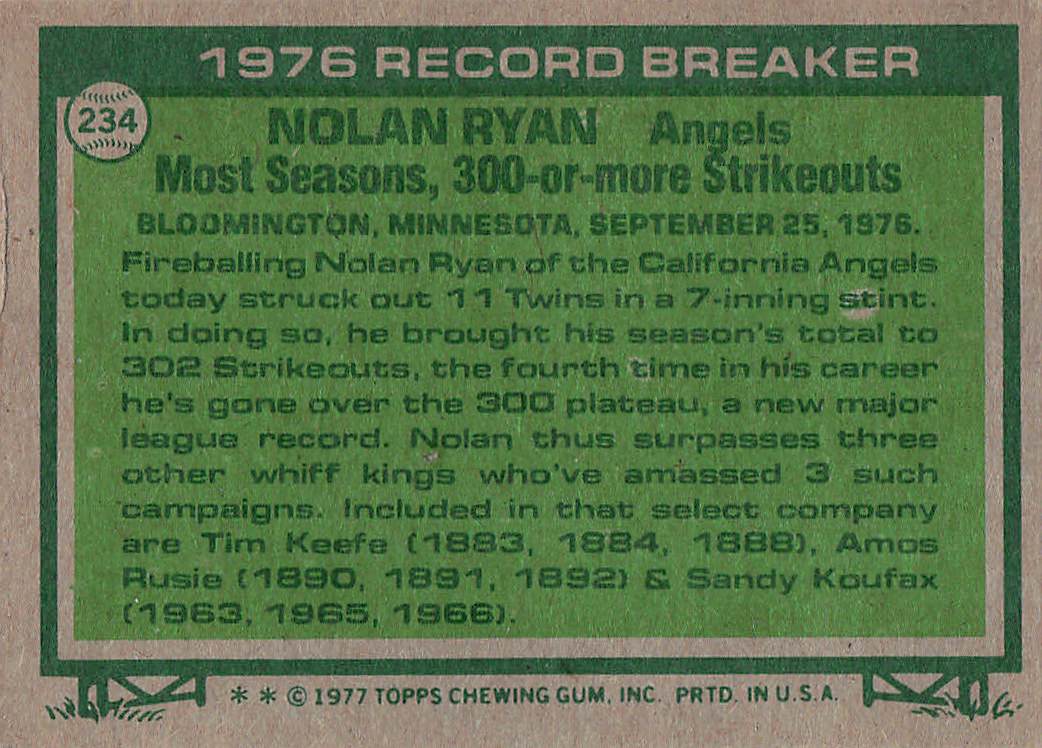 1976 RECORD BREAKER
234
NOLAN RYAN Angels
Most Seasons, 300-or-more Strikeouts
BLOOMINGTON, MINNESOTA, SEPTEMBER 25, 1976.
Fireballing Nolan Ryan of the California Angels
today struck out 11 Twins in a 7-inning stint.
In doing so, he brought his season's total to
302 Strikeouts, the fourth time in his career
he's gone over the 300 plateau, a new major
league record. Nolan thus surpasses three
other whiff kings who've amassed 3 such
campaigns. Included in that select company
are Tim Keefe (1883, 1884, 1888), Amos
Rusie (1890, 1891, 1892) & Sandy Koufax
(1963, 1965, 1966).
* * © 1977 TOPPS CHEWING GUM, INC. PRTD. IN U.S.A.